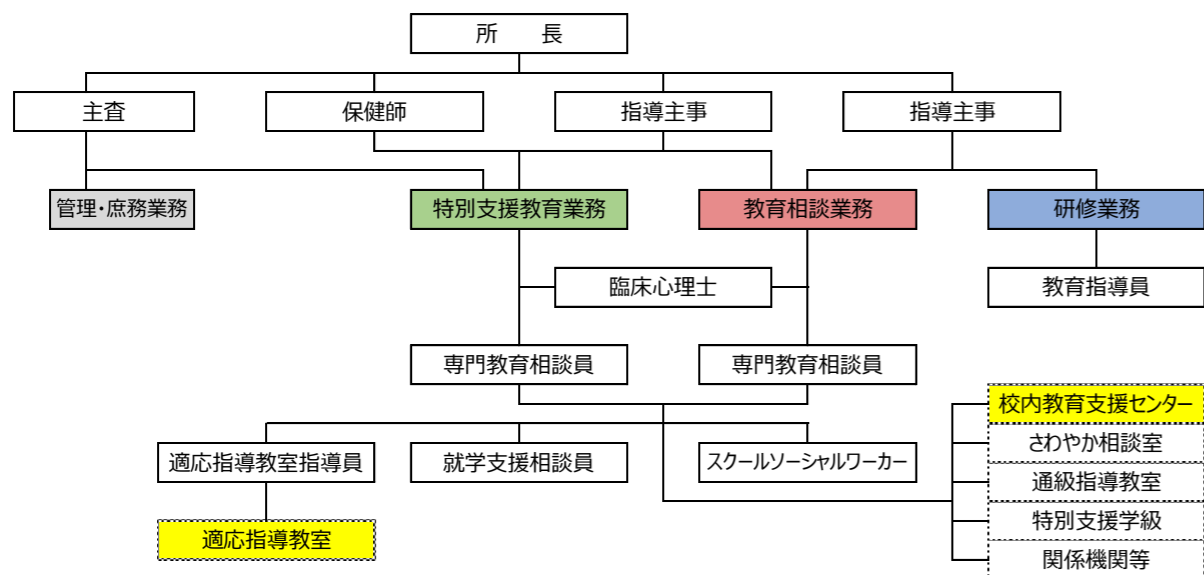 所　　長
主査
保健師
指導主事
指導主事
管理・庶務業務
特別支援教育業務
教育相談業務
研修業務
臨床心理士
教育指導員
専門教育相談員
専門教育相談員
校内教育支援センター
さわやか相談室
適応指導教室指導員
就学支援相談員
スクールソーシャルワーカー
通級指導教室
特別支援学級
適応指導教室
関係機関等